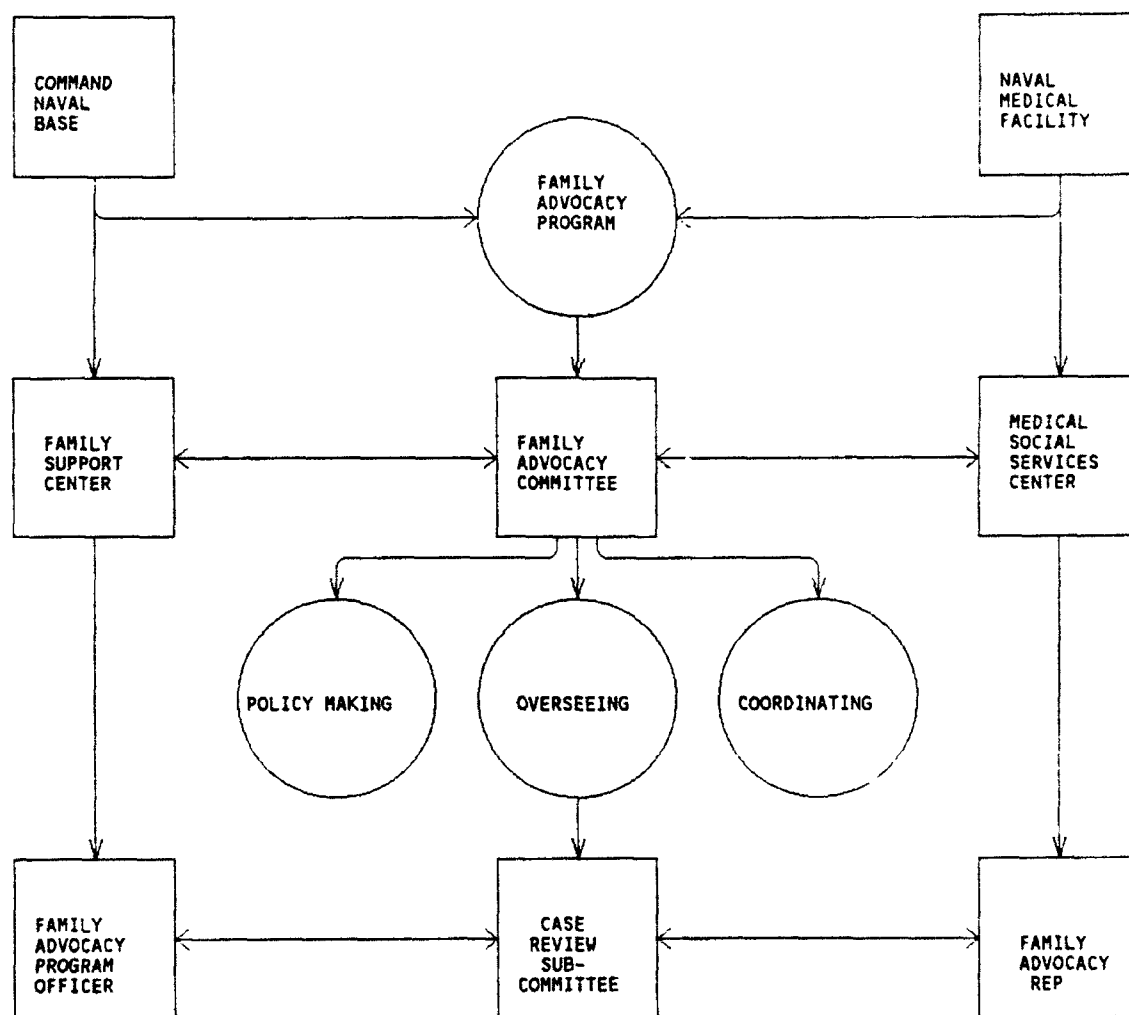 COMMAND
NAVAL
BASE
NAVAL
MEDICAL
FACILITY
FAMILY
ADVOCACY
PROGRAM
FAMILY
SUPPORT
CENTER
FAMILY
ADVOCACY
COMMITTEE
MEDICAL
SOCIAL
SERVICES
CENTER
POLICY MAKING
OVERSEEING
COORDINATING
FAMILY
ADVOCACY
PROGRAM
OFFICER
CASE
REVIEW
SUB-
COMMITTEE
FAMILY
ADVOCACY
REP